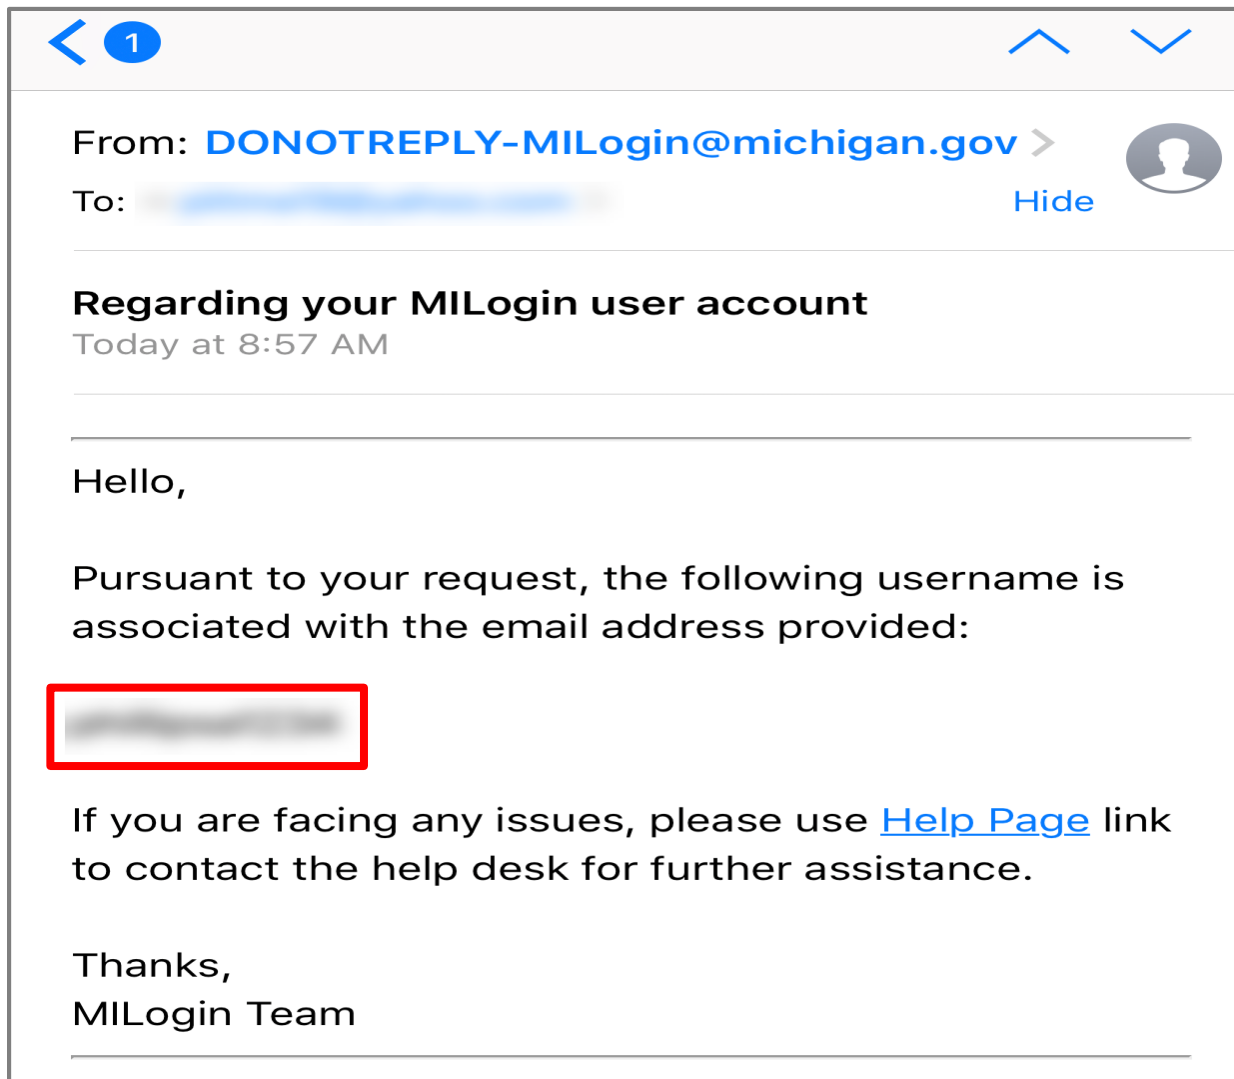 1
From: DONOTREPLY-MILogin@michigan.gov
To:
Hide
Regarding your MILogin user account
Today at 8:57 AM
Hello,
Pursuant to your request, the following username is
associated with the email address provided:
If you are facing any issues, please use Help Page link
to contact the help desk for further assistance.
Thanks,
MILogin Team